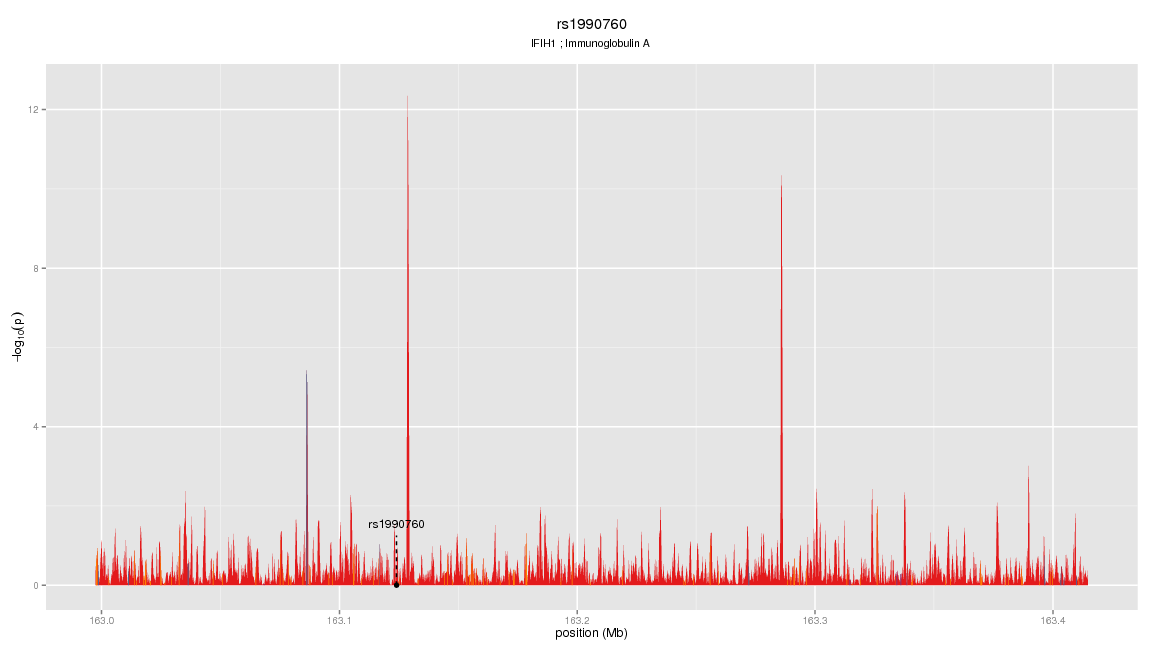 rs1990760
IFIH1 ; Immunoglobulin A
12
8
4
0
−log10(p)
rs1990760
163.0 163.1 163.2 163.3 163.4
position (Mb)